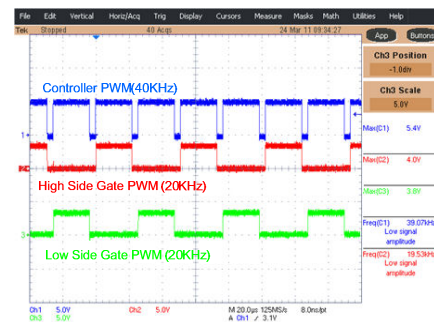 File Edit Vertical Horiz/Acq Trig Display Cursors Measure Masks Math Utilities Help
Tek Stopped 40 Acqs 24 Mar 11 09:34:27
App Buttons
Ch3 Position
-1.0div
Ch3 Scale
5.0V
Controller PWM(40KHz)
Max(C1) 5.4V
1
Max(C2) 4.0V
High Side Gate PWM (20KHz)
Max(C3) 3.8V
3
Freq(C1) 39.07kHz
Low signal
amplitude
Low Side Gate PWM (20KHz)
Freq(C2) 19.53kHz
Low signal
amplitude
Ch1 5.0V Ch2 5.0V M 20.0µs 125MS/s 8.0ns/pt
Ch3 5.0V A Ch1 / 3.1V